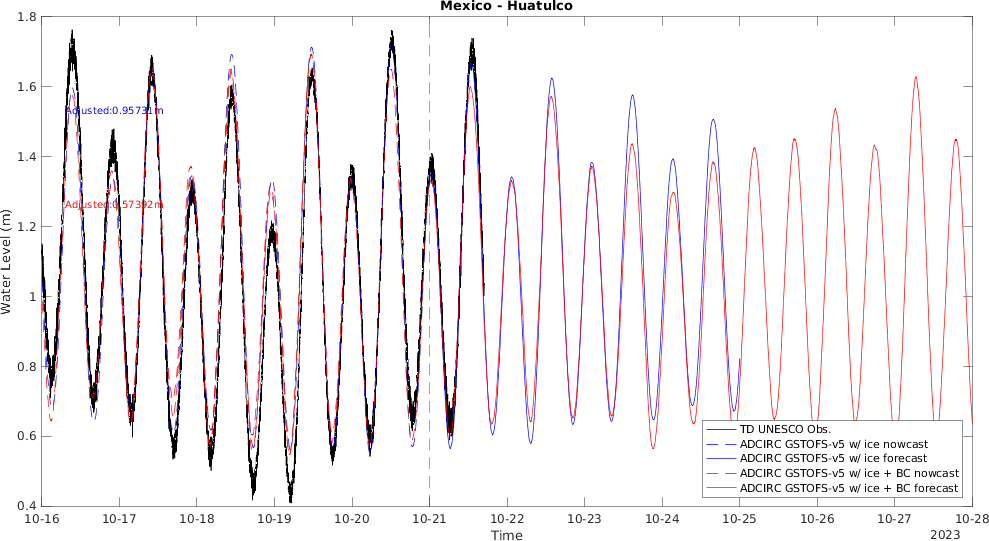 Mexico - Huatulco
1.8
1.6
1.4
1.2
1
0.8
0.6
0.4
Water Level (m)
Adjusted:0.95731m
Adjusted:0.57392m
TD UNESCO Obs.
ADCIRC GSTOFS-v5 w/ ice nowcast
ADCIRC GSTOFS-v5 w/ ice forecast
ADCIRC GSTOFS-v5 w/ ice + BC nowcast
ADCIRC GSTOFS-v5 w/ ice + BC forecast
10-16 10-17 10-18 10-19 10-20 10-21 10-22 10-23 10-24 10-25 10-26 10-27 10-28
Time
2023